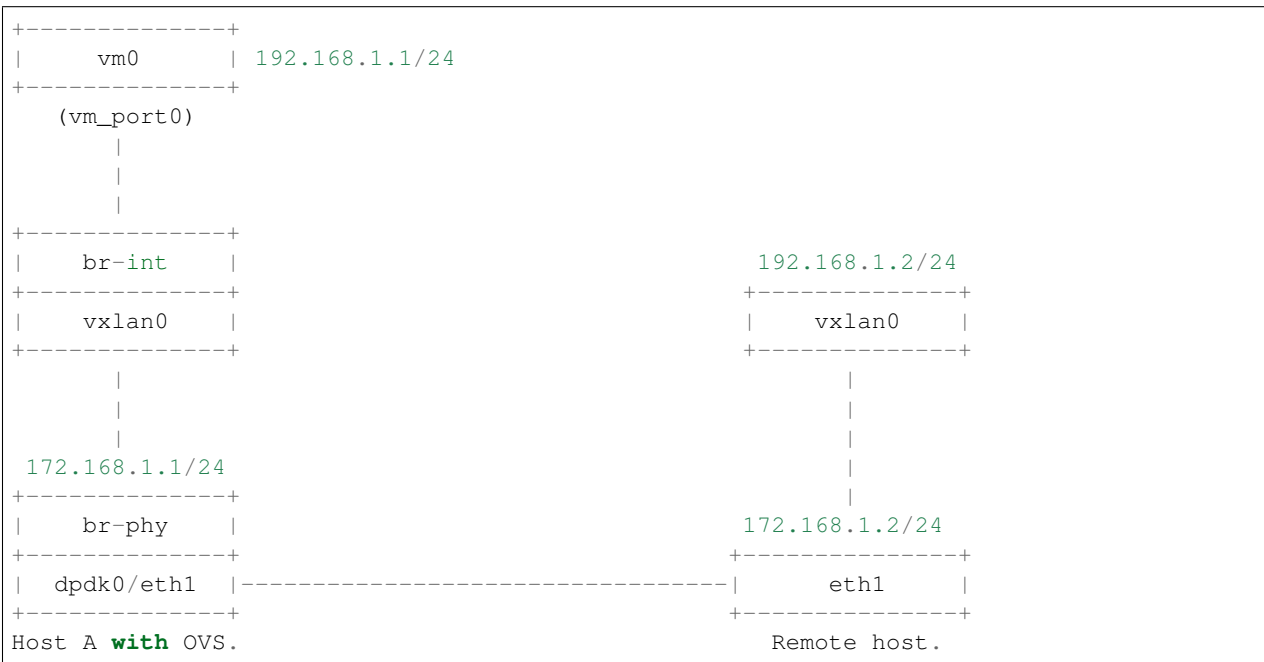 +--------------+
|     vm0      | 192.168.1.1/24
+--------------+
   (vm_port0)
       |
       |
       |
+--------------+
|    br-int    |                                    192.168.1.2/24
+--------------+                                   +--------------+
|    vxlan0    |                                   |    vxlan0    |
+--------------+                                   +--------------+
       |                                                  |
       |                                                  |
       |                                                  |
 172.168.1.1/24                                           |
+--------------+                                          |
|    br-phy    |                                   172.168.1.2/24
+--------------+                                  +---------------+
|  dpdk0/eth1  |----------------------------------|      eth1     |
+--------------+                                  +---------------+
Host A with OVS.                                     Remote host.